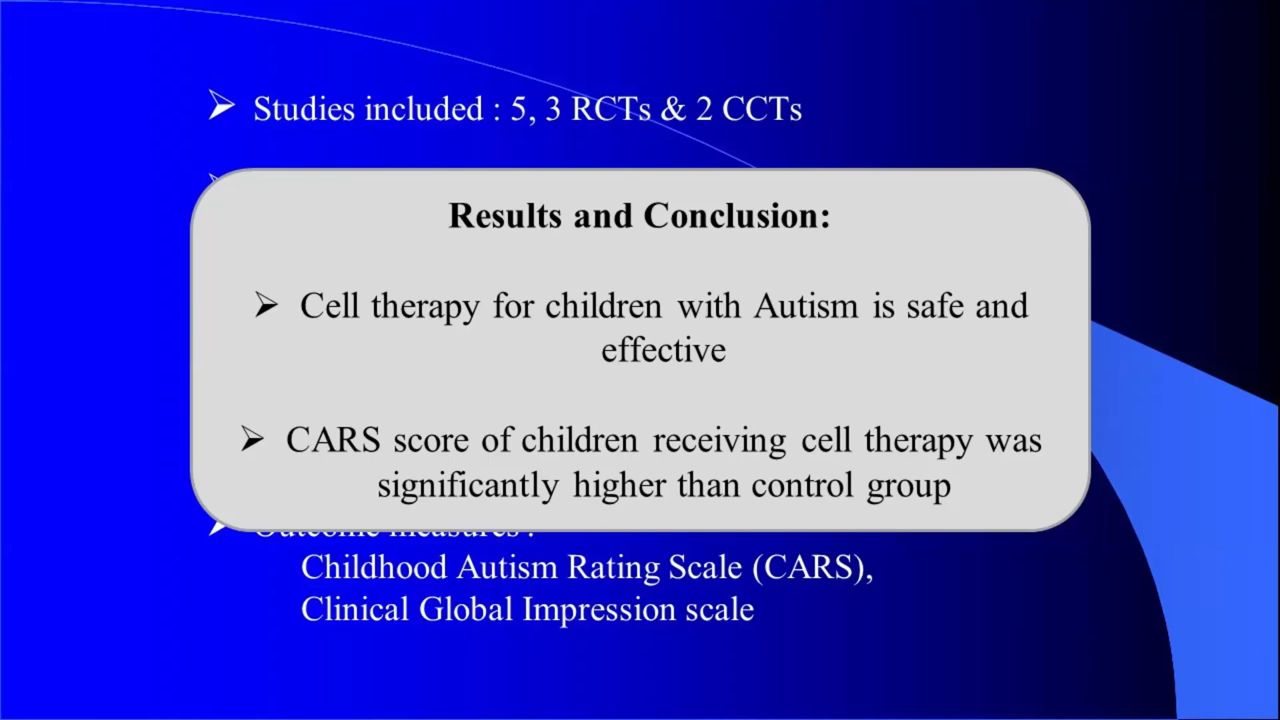 ➢ Studies included : 5, 3 RCTs & 2 CCTs
Results and Conclusion:
➢ Cell therapy for children with Autism is safe and
effective
➢ CARS score of children receiving cell therapy was
significantly higher than control group
➢ Outcome measures :
Childhood Autism Rating Scale (CARS),
Clinical Global Impression scale